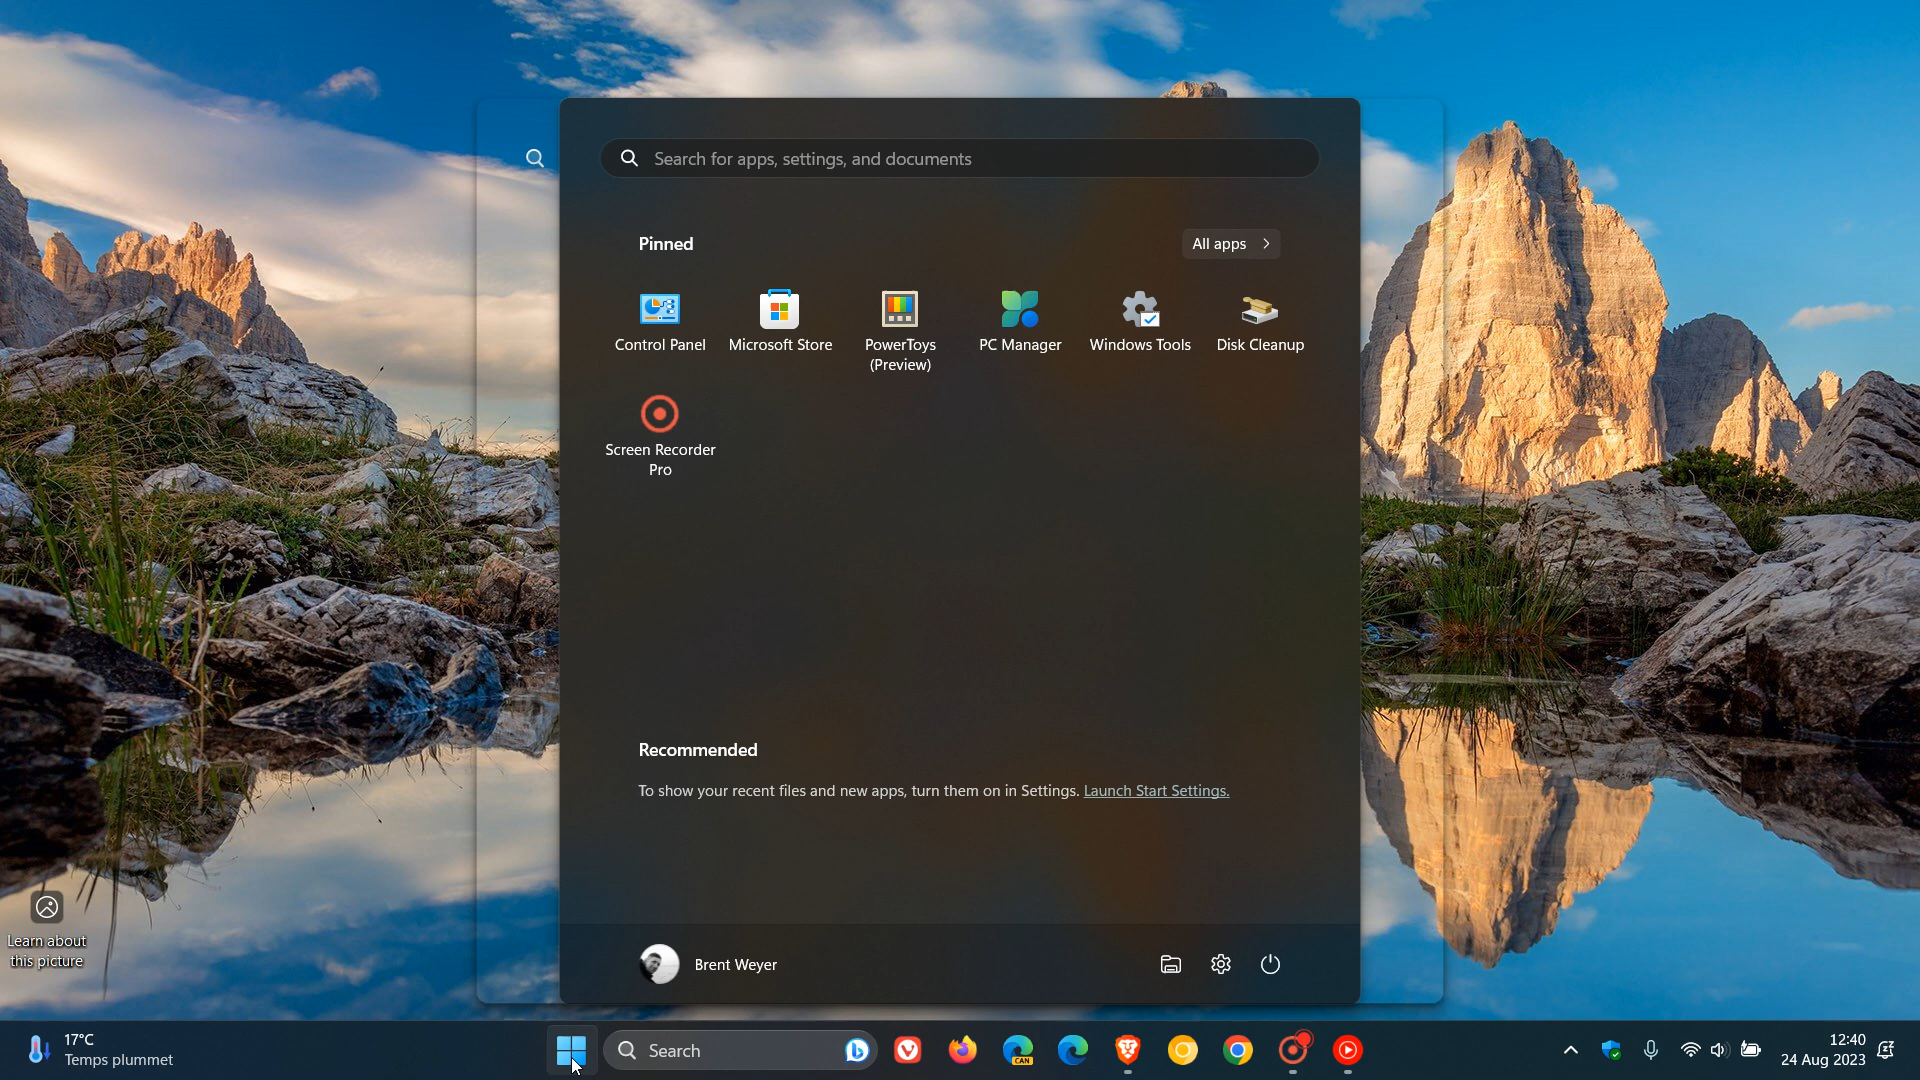 Search for apps, settings, and documents
Pinned
All apps
Control Panel
Microsoft Store
PowerToys
(Preview)
PC Manager
Windows Tools
Disk Cleanup
Screen Recorder
Pro
Recommended
To show your recent files and new apps, turn them on in Settings. Launch Start Settings.
Learn about
this picture
Brent Weyer
17°C
Temps plummet
Search
CAN
12:40
24 Aug 2023